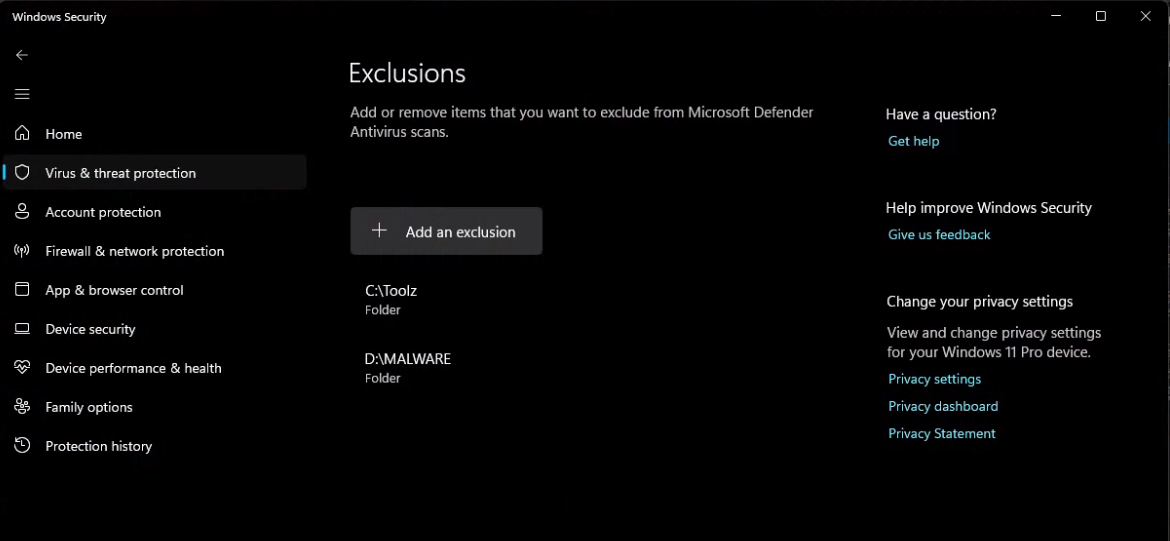 Windows Security
Home
Virus & threat protection
Account protection
Firewall & network protection
App & browser control
Device security
Device performance & health
Family options
Protection history
Exclusions
Add or remove items that you want to exclude from Microsoft Defender
Antivirus scans.
Add an exclusion
C:\Toolz
Folder
D:\MALWARE
Folder
Have a question?
Get help
Help improve Windows Security
Give us feedback
Change your privacy settings
View and change privacy settings
for your Windows 11 Pro device.
Privacy settings
Privacy dashboard
Privacy Statement